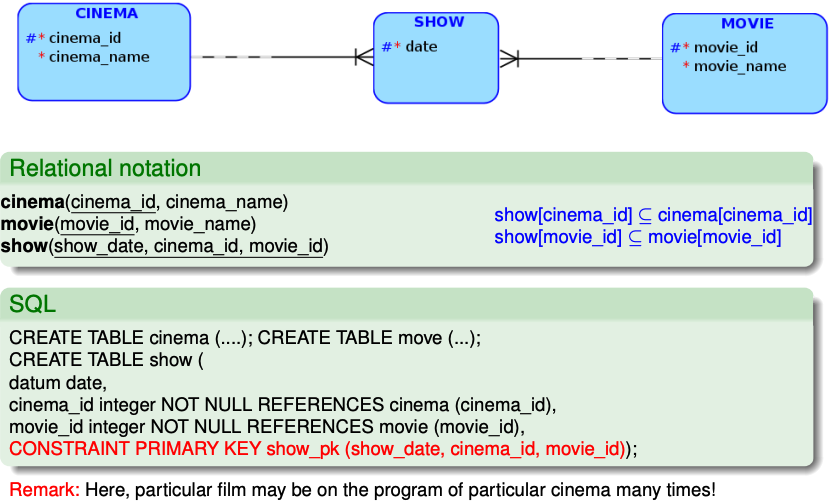 CINEMA
#* cinema_id
* cinema_name
SHOW
#* date
MOVIE
#* movie_id
* movie_name
Relational notation
cinema(cinema_id, cinema_name)
movie(movie_id, movie_name)
show(show_date, cinema_id, movie_id)
show[cinema_id] ⊆ cinema[cinema_id]
show[movie_id] ⊆ movie[movie_id]
SQL
CREATE TABLE cinema (....); CREATE TABLE move (...);
CREATE TABLE show (
datum date,
cinema_id integer NOT NULL REFERENCES cinema (cinema_id),
movie_id integer NOT NULL REFERENCES movie (movie_id),
CONSTRAINT PRIMARY KEY show_pk (show_date, cinema_id, movie_id));
Remark: Here, particular film may be on the program of particular cinema many times!